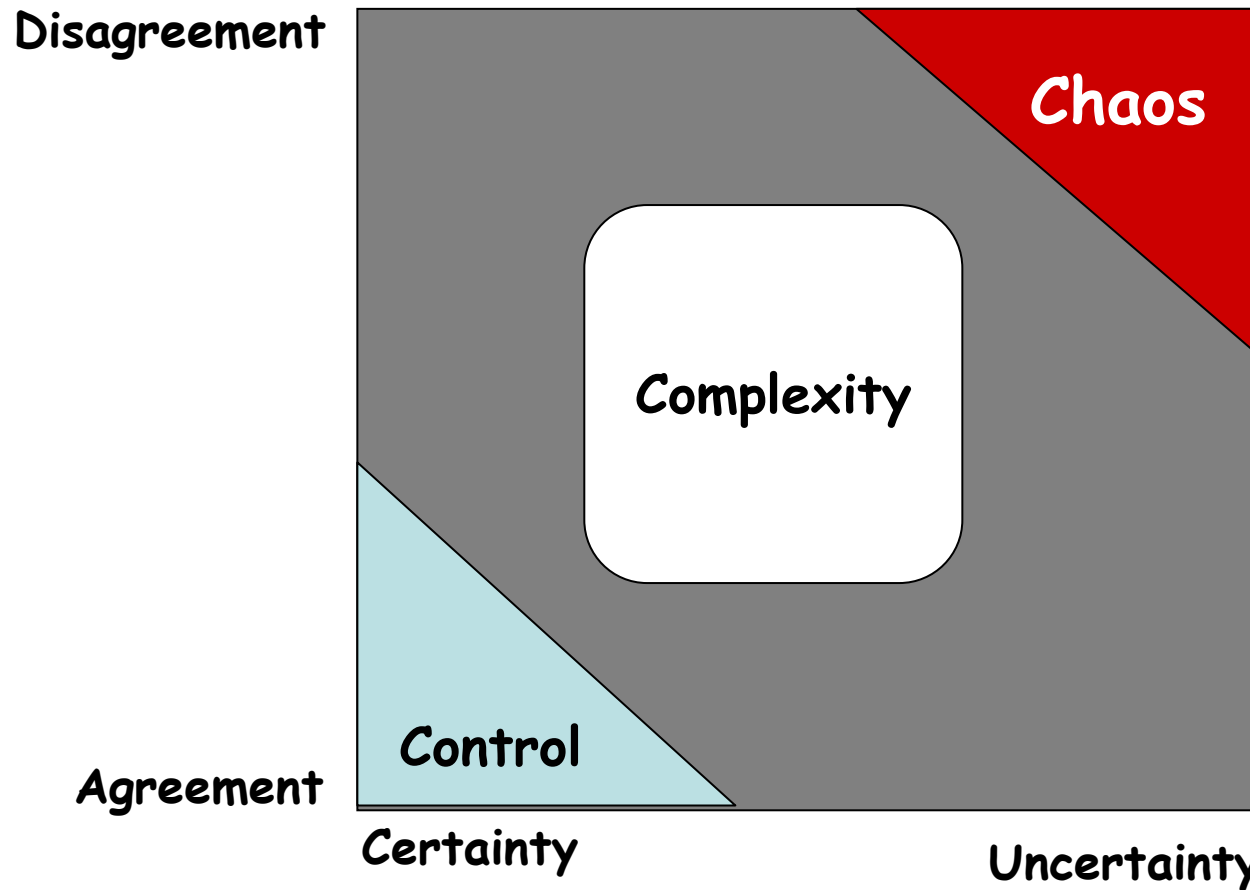 Disagreement
Chaos
Complexity
Control
Agreement
Certainty
Uncertainty